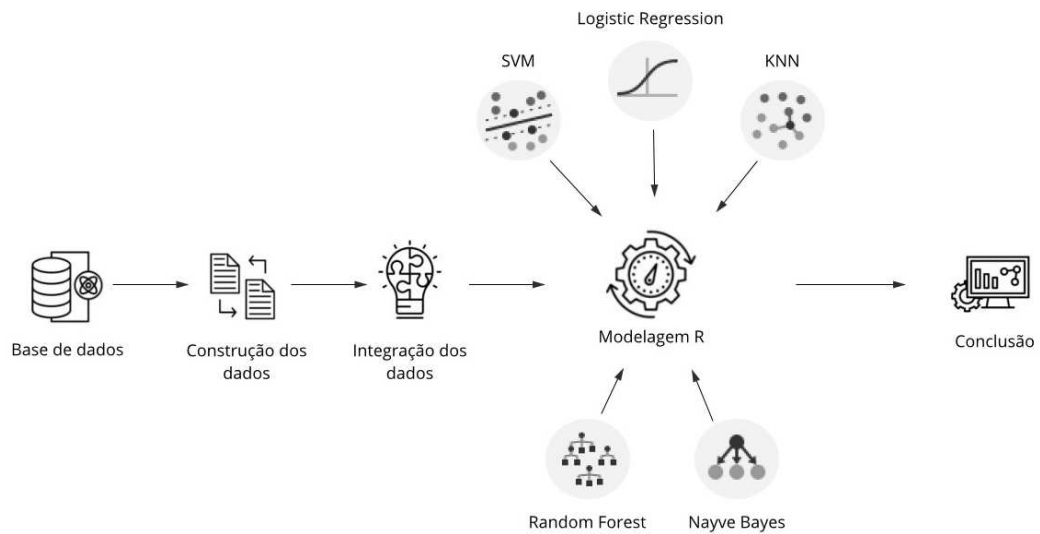 Logistic Regression
SVM
KNN
Base de dados
Construção dos
dados
Integração dos
dados
Modelagem R
Conclusão
Random Forest
Nayve Bayes